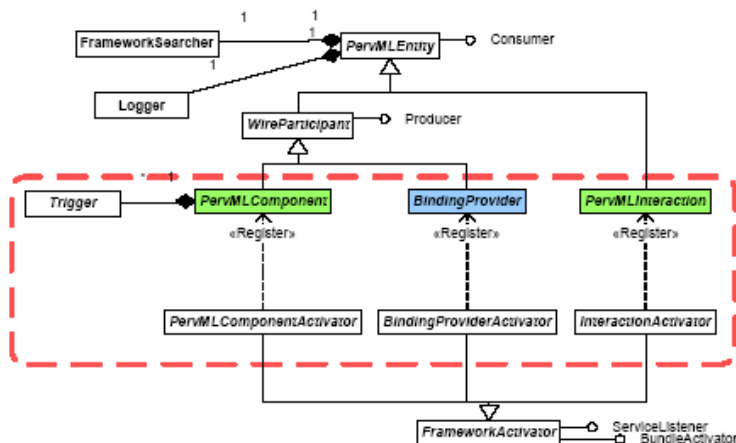 1
1
FrameworkSearcher
1
PervMLEntity
Consumer
1
Logger
WireParticipant
Producer
*
1
Trigger
PervMLComponent
BindingProvider
PervMLInteraction
«Register»
«Register»
«Register»
PervMLComponentActivator
BindingProviderActivator
InteractionActivator
FrameworkActivator
ServiceListener
BundleActivator